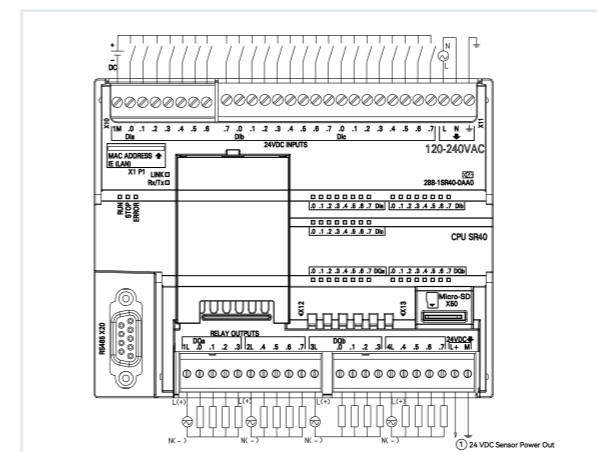 +
−
DC
N
L
X10
X11
1M .0 .1 .2 .3 .4 .5 .6 .7 .0 .1 .2 .3 .4 .5 .6 .7 .0 .1 .2 .3 .4 .5 .6 .7 L N
DIa DIb DIc
24VDC INPUTS
120-240VAC
MAC ADDRESS
IE (LAN)
X1 P1 LINK
Rx/Tx
288-1SR40-0AA0
RUN
STOP
ERROR
.0 .1 .2 .3 .4 .5 .6 .7 DIa .0 .1 .2 .3 .4 .5 .6 .7 DIb
.0 .1 .2 .3 .4 .5 .6 .7 DIc
CPU SR40
.0 .1 .2 .3 .4 .5 .6 .7 DQa .0 .1 .2 .3 .4 .5 .6 .7 DQb
Micro-SD
X50
X12
X13
RS485 X20
RELAY OUTPUTS
DQa DQb 24VDC
1L .0 .1 .2 .3 2L .4 .5 .6 .7 3L .0 .1 .2 .3 4L .4 .5 .6 .7 L+ M
L(+) L(+) L(+) L(+)
N(−) N(−) N(−) N(−)
① 24 VDC Sensor Power Out